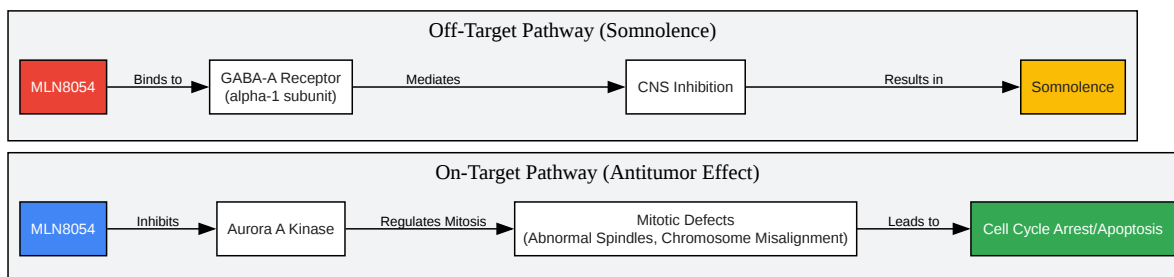 Off-Target Pathway (Somnolence)
MLN8054
Binds to
GABA-A Receptor
(alpha-1 subunit)
Mediates
CNS Inhibition
Results in
Somnolence
On-Target Pathway (Antitumor Effect)
MLN8054
Inhibits
Aurora A Kinase
Regulates Mitosis
Mitotic Defects
(Abnormal Spindles, Chromosome Misalignment)
Leads to
Cell Cycle Arrest/Apoptosis